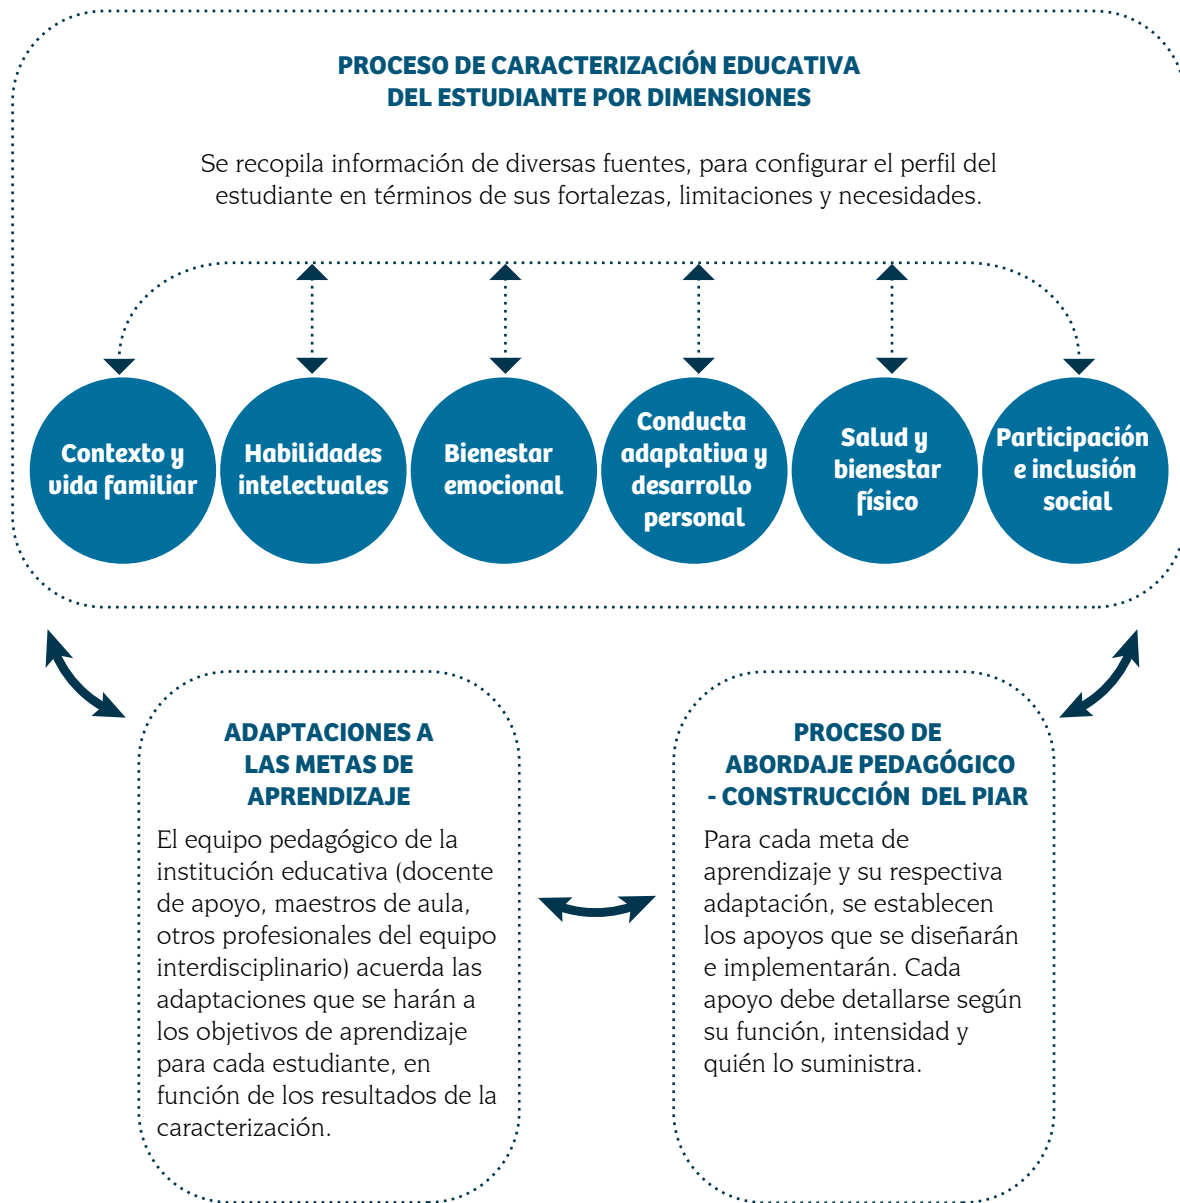 PROCESO DE CARACTERIZACIÓN EDUCATIVA
DEL ESTUDIANTE POR DIMENSIONES
Se recopila información de diversas fuentes, para configurar el perfil del
estudiante en términos de sus fortalezas, limitaciones y necesidades.
Contexto y
vida familiar
Habilidades
intelectuales
Bienestar
emocional
Conducta
adaptativa y
desarrollo
personal
Salud y
bienestar
físico
Participación
e inclusión
social
ADAPTACIONES A
LAS METAS DE
APRENDIZAJE
El equipo pedagógico de la
institución educativa (docente
de apoyo, maestros de aula,
otros profesionales del equipo
interdisciplinario) acuerda las
adaptaciones que se harán a
los objetivos de aprendizaje
para cada estudiante, en
función de los resultados de la
caracterización.
PROCESO DE
ABORDAJE PEDAGÓGICO
- CONSTRUCCIÓN DEL PIAR
Para cada meta de
aprendizaje y su respectiva
adaptación, se establecen
los apoyos que se diseñarán
e implementarán. Cada
apoyo debe detallarse según
su función, intensidad y
quién lo suministra.